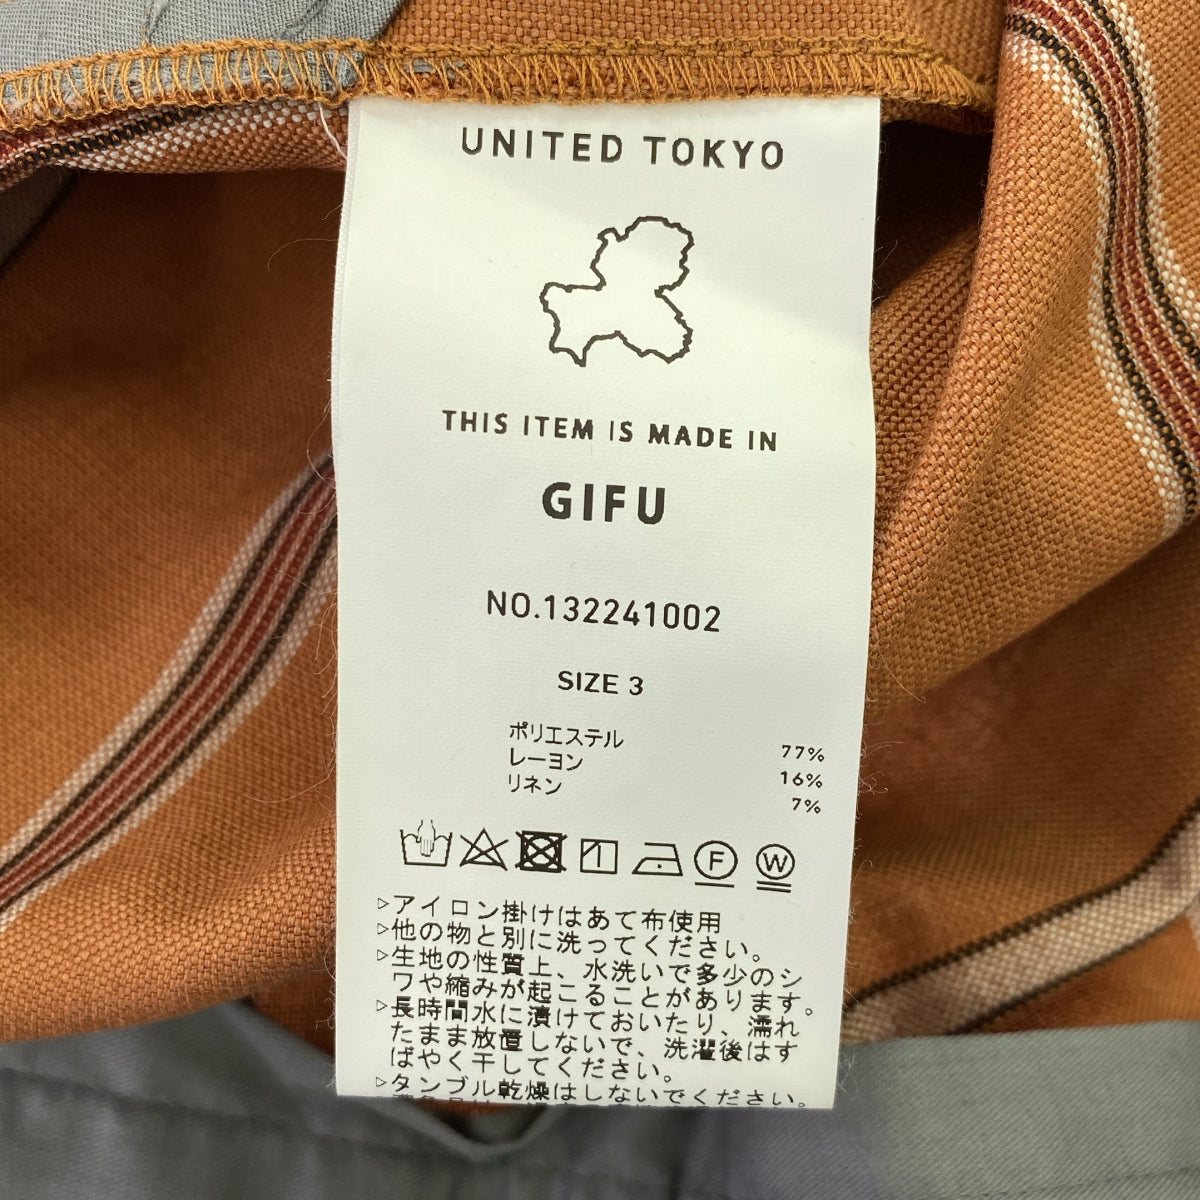 UNITED TOKYO
THIS ITEM IS MADE IN
GIFU
NO.132241002
SIZE 3
ポリエステル 77%
レーヨン 16%
リネン 7%
F W
▷アイロン掛けはあて布使用
▷他の物と別に洗ってください。
▷生地の性質上、水洗いで多少のシ
ワや縮みが起こることがあります。
▷長時間水に漬けておいたり、濡れ
たまま放置しないで、洗濯後はす
ばやく干してください。
▷タンブル乾燥はしないでください。